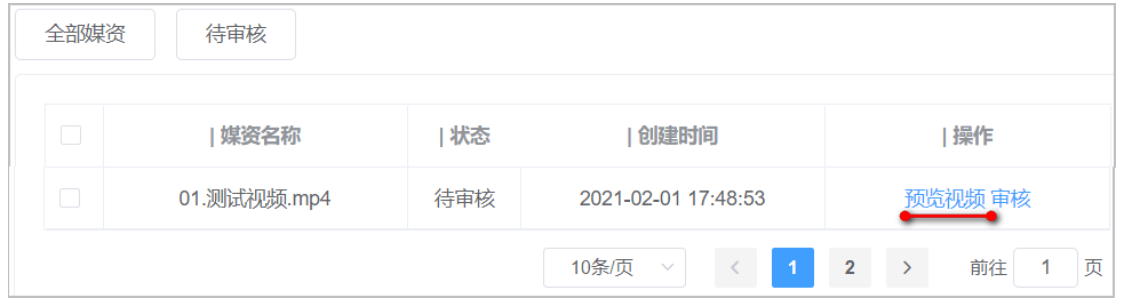 全部媒资 待审核
|媒资名称 |状态 |创建时间 |操作
01.测试视频.mp4 待审核 2021-02-01 17:48:53 预览视频 审核
10条/页 < 1 2 > 前往 1 页